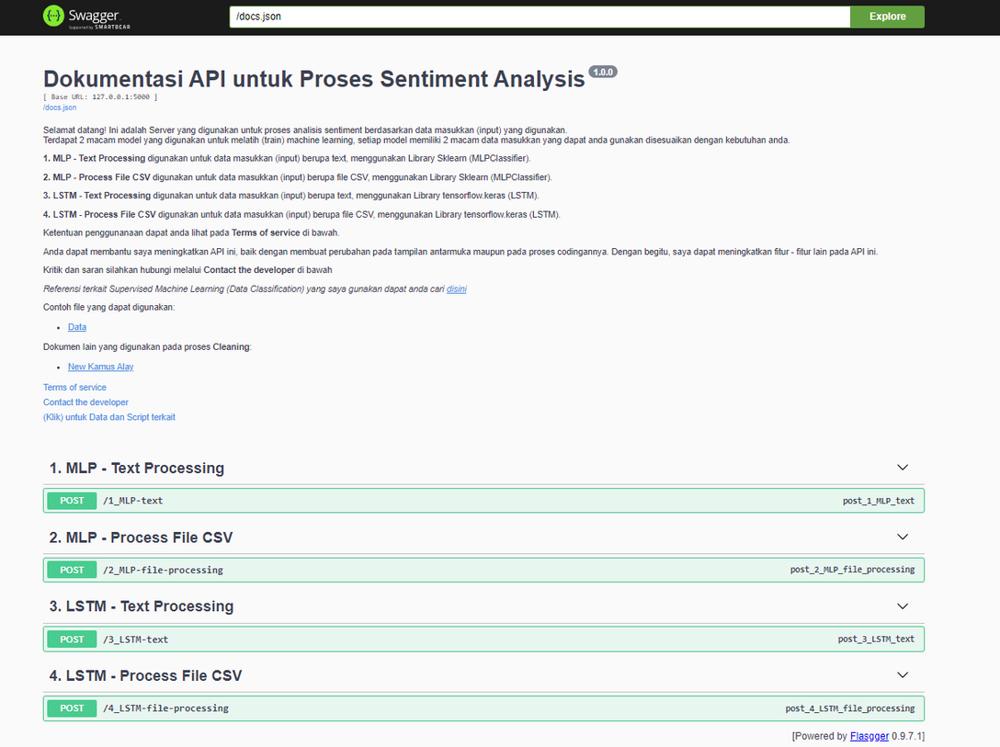 Swagger
Supported by SMARTBEAR
/docs.json
Explore
Dokumentasi API untuk Proses Sentiment Analysis 1.0.0
[ Base URL: 127.0.0.1:5000 ]
/docs.json
Selamat datang! Ini adalah Server yang digunakan untuk proses analisis sentiment berdasarkan data masukkan (input) yang digunakan.
Terdapat 2 macam model yang digunakan untuk melatih (train) machine learning, setiap model memiliki 2 macam data masukkan yang dapat anda gunakan disesuaikan dengan kebutuhan anda.
1. MLP - Text Processing digunakan untuk data masukkan (input) berupa text, menggunakan Library Sklearn (MLPClassifier).
2. MLP - Process File CSV digunakan untuk data masukkan (input) berupa file CSV, menggunakan Library Sklearn (MLPClassifier).
3. LSTM - Text Processing digunakan untuk data masukkan (input) berupa text, menggunakan Library tensorflow.keras (LSTM).
4. LSTM - Process File CSV digunakan untuk data masukkan (input) berupa file CSV, menggunakan Library tensorflow.keras (LSTM).
Ketentuan penggunanaan dapat anda lihat pada Terms of service di bawah.
Anda dapat membantu saya meningkatkan API ini, baik dengan membuat perubahan pada tampilan antarmuka maupun pada proses codingannya. Dengan begitu, saya dapat meningkatkan fitur - fitur lain pada API ini.
Kritik dan saran silahkan hubungi melalui Contact the developer di bawah
Referensi terkait Supervised Machine Learning (Data Classification) yang saya gunakan dapat anda cari disini
Contoh file yang dapat digunakan:
• Data
Dokumen lain yang digunakan pada proses Cleaning:
• New Kamus Alay
Terms of service
Contact the developer
(Klik) untuk Data dan Script terkait
1. MLP - Text Processing
POST /1_MLP-text post_1_MLP_text
2. MLP - Process File CSV
POST /2_MLP-file-processing post_2_MLP_file_processing
3. LSTM - Text Processing
POST /3_LSTM-text post_3_LSTM_text
4. LSTM - Process File CSV
POST /4_LSTM-file-processing post_4_LSTM_file_processing
[Powered by Flasgger 0.9.7.1]